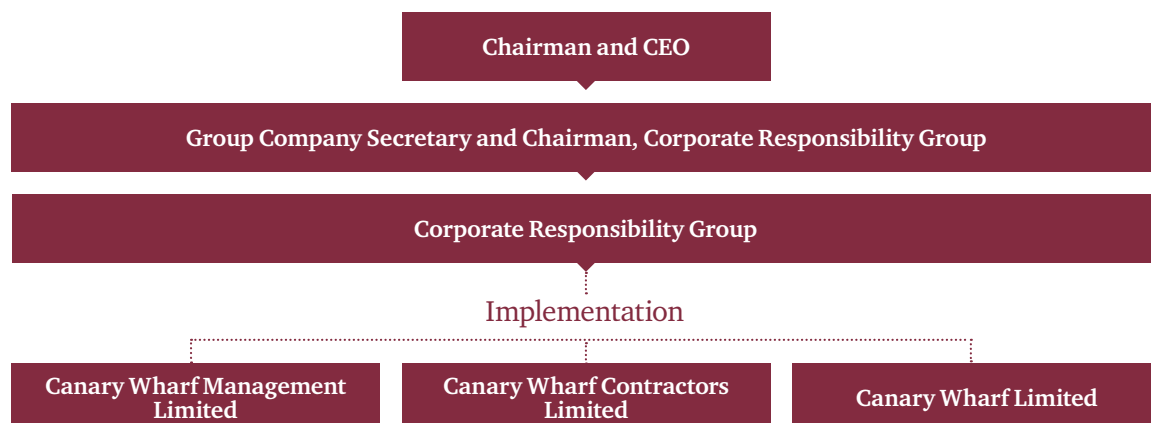 Chairman and CEO
Group Company Secretary and Chairman, Corporate Responsibility Group
Corporate Responsibility Group
Implementation
Canary Wharf Management
Limited
Canary Wharf Contractors
Limited
Canary Wharf Limited